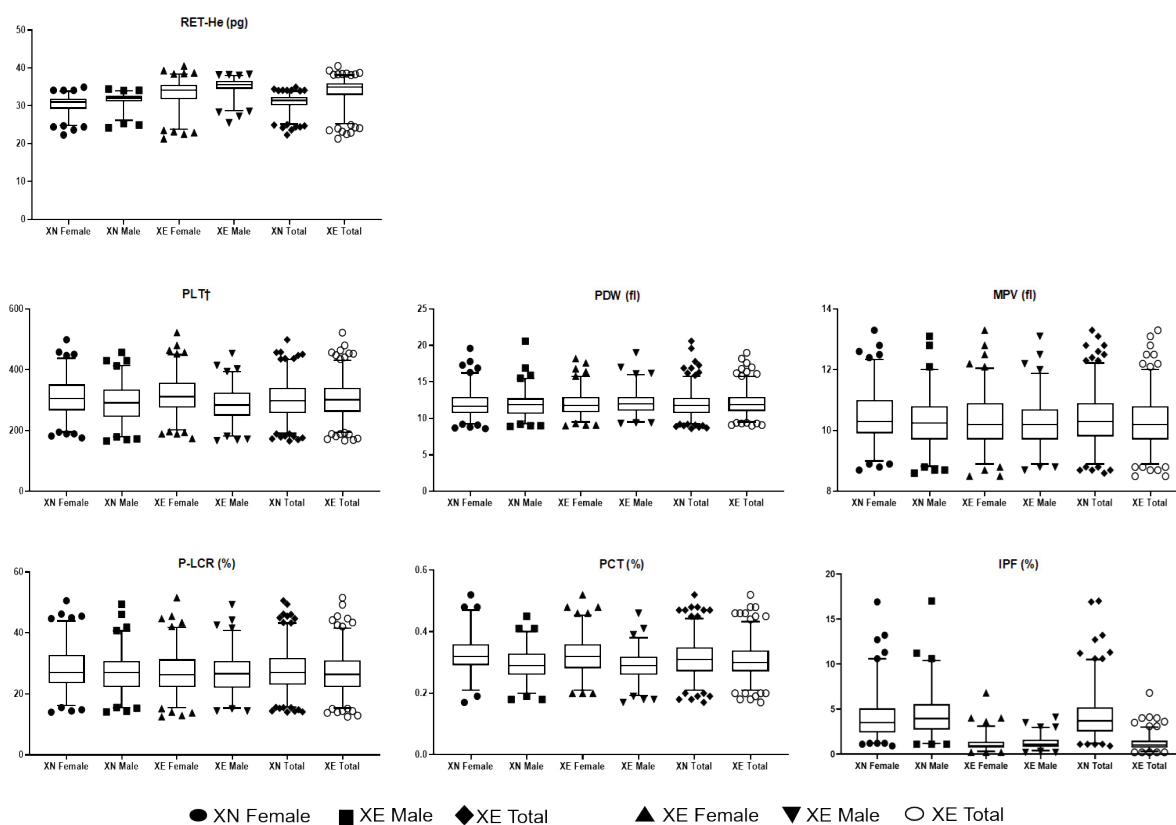 RET-He (pg)
50
40
30
20
10
0
XN Female XN Male XE Female XE Male XN Total XE Total
PLT†
600
400
200
0
XN Female XN Male XE Female XE Male XN Total XE Total
PDW (fl)
25
20
15
10
5
0
XN Female XN Male XE Female XE Male XN Total XE Total
MPV (fl)
14
12
10
8
XN Female XN Male XE Female XE Male XN Total XE Total
P-LCR (%)
60
40
20
0
XN Female XN Male XE Female XE Male XN Total XE Total
PCT (%)
0.6
0.4
0.2
0.0
XN Female XN Male XE Female XE Male XN Total XE Total
IPF (%)
20
15
10
5
0
XN Female XN Male XE Female XE Male XN Total XE Total
XN Female XE Male XE Total XE Female XE Male XE Total